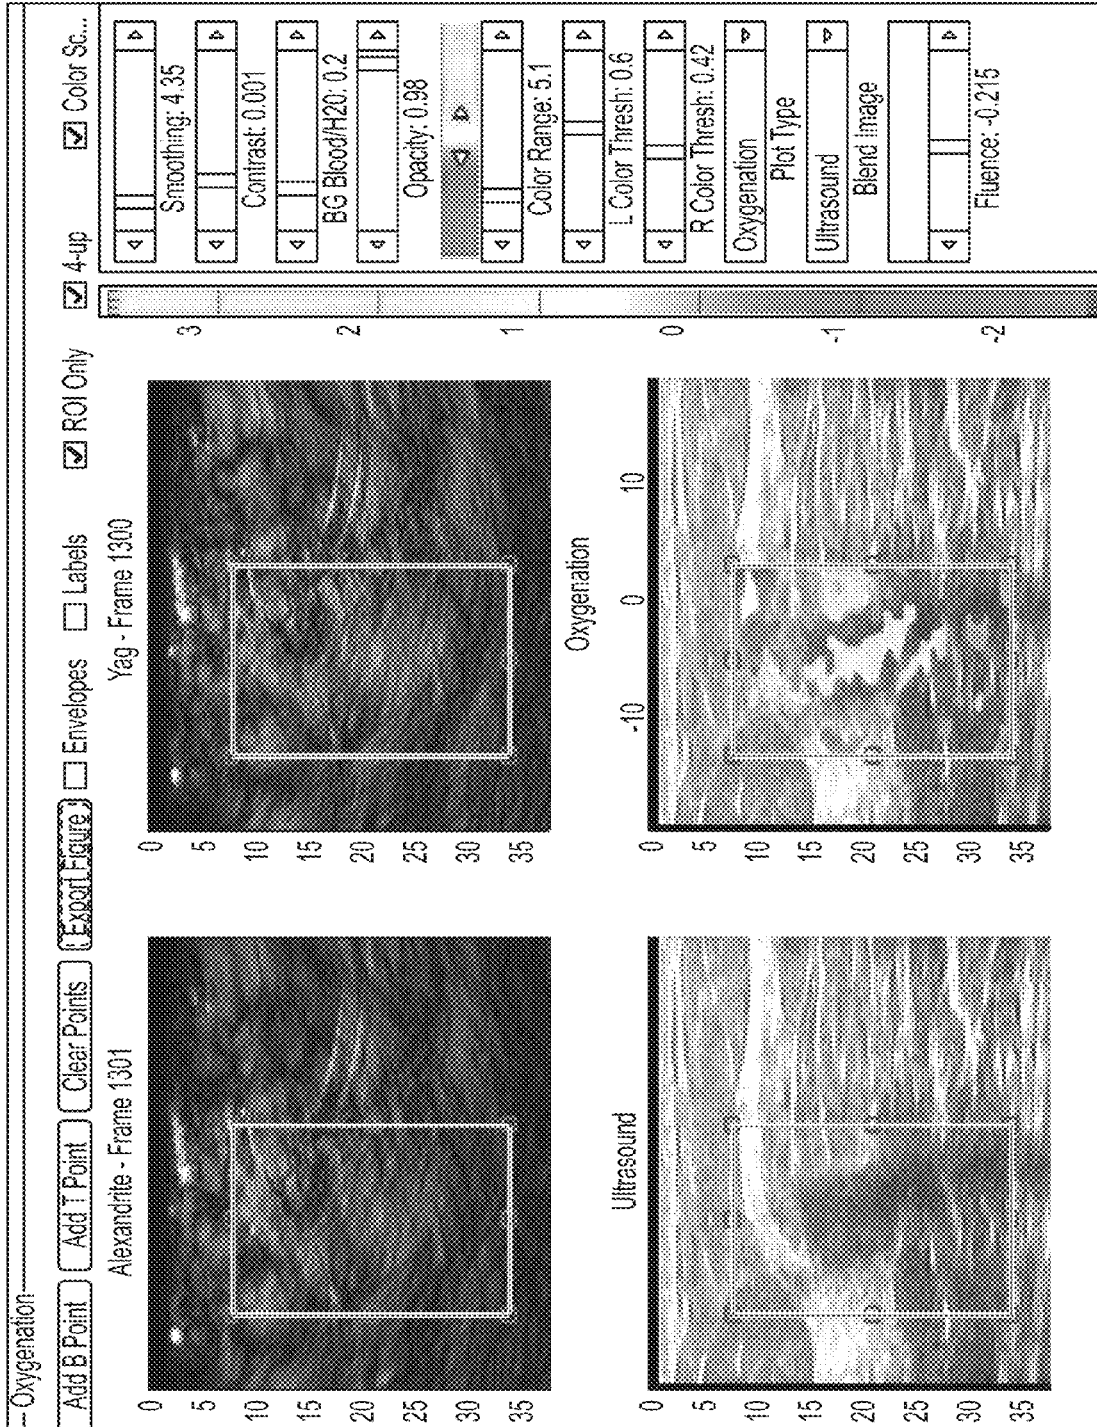 Oxygenation
Add B Point Add T Point Clear Points Export Figure Envelopes Labels ROI Only 4-up Color Sc...
Alexandrite - Frame 1301
0
5
10
15
20
25
30
35
Yag - Frame 1300
0
5
10
15
20
25
30
35
Ultrasound
0
5
10
15
20
25
30
35
Oxygenation
-10 0 10
0
5
10
15
20
25
30
35
3
2
1
0
-1
-2
Smoothing: 4.35
Contrast: 0.001
BG Blood/H20: 0.2
Opacity: 0.98
Color Range: 5.1
L Color Thresh: 0.6
R Color Thresh: 0.42
Oxygenation
Plot Type
Ultrasound
Blend Image
Fluence: -0.215